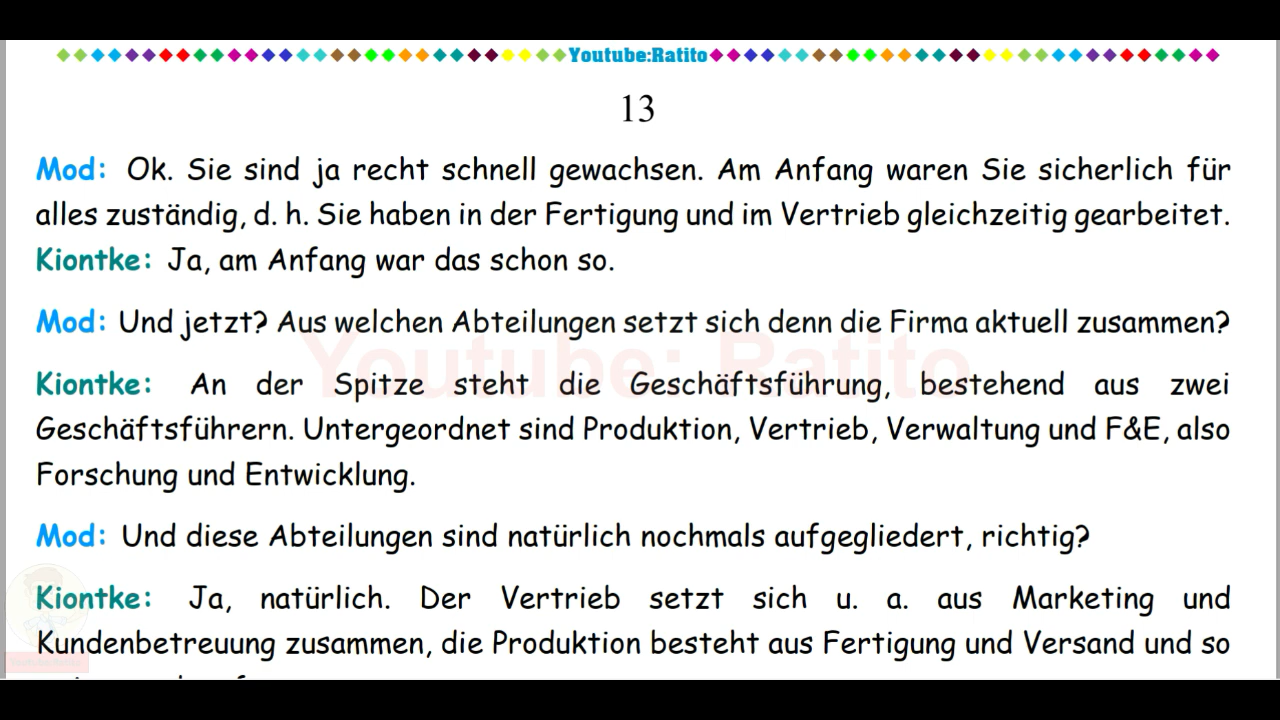 Youtube:Ratito
13
Mod: Ok. Sie sind ja recht schnell gewachsen. Am Anfang waren Sie sicherlich für
alles zuständig, d. h. Sie haben in der Fertigung und im Vertrieb gleichzeitig gearbeitet.
Kiontke: Ja, am Anfang war das schon so.
Mod: Und jetzt? Aus welchen Abteilungen setzt sich denn die Firma aktuell zusammen?
Youtube: Ratito
Kiontke: An der Spitze steht die Geschäftsführung, bestehend aus zwei
Geschäftsführern. Untergeordnet sind Produktion, Vertrieb, Verwaltung und F&E, also
Forschung und Entwicklung.
Mod: Und diese Abteilungen sind natürlich nochmals aufgegliedert, richtig?
Kiontke: Ja, natürlich. Der Vertrieb setzt sich u. a. aus Marketing und
Kundenbetreuung zusammen, die Produktion besteht aus Fertigung und Versand und so
Youtube:Ratito